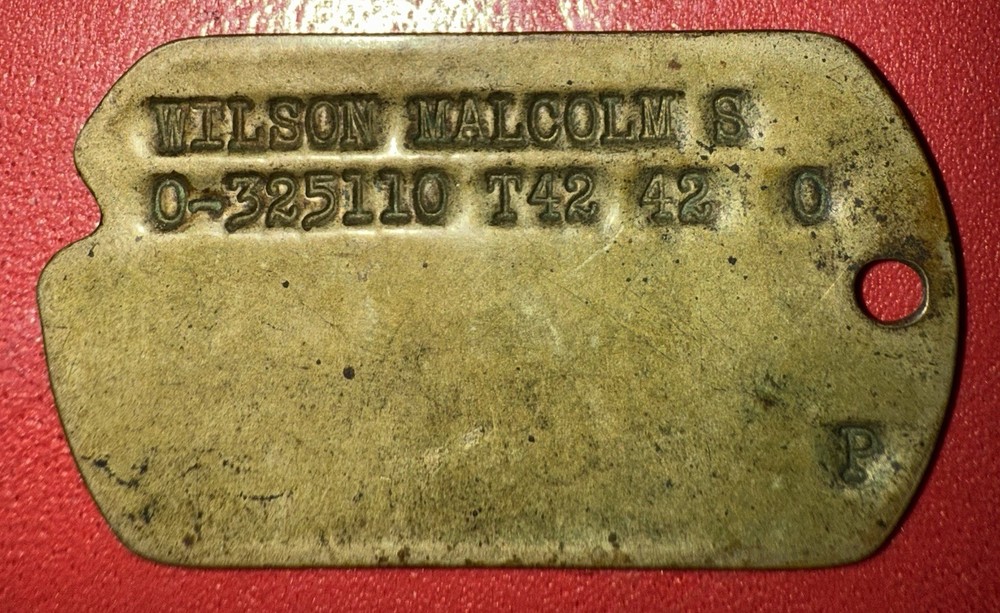 WILSON MALCOLM S
O-325110 T42 42 O
P